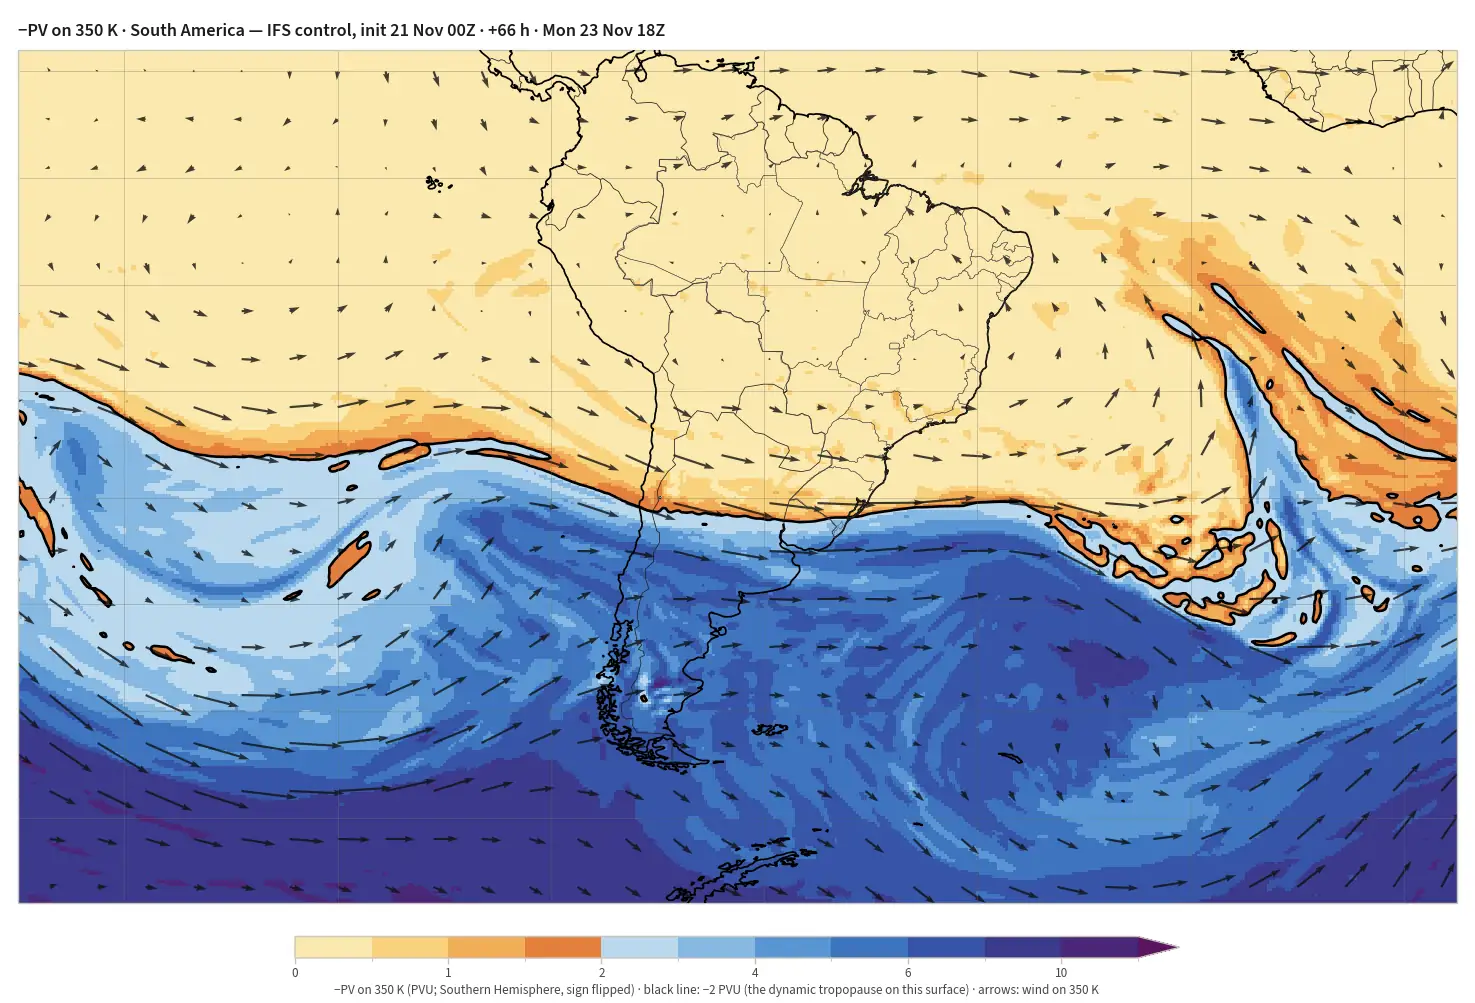 −PV on 350 K · South America — IFS control, init 21 Nov 00Z · +66 h · Mon 23 Nov 18Z
0 1 2 4 6 10
−PV on 350 K (PVU; Southern Hemisphere, sign flipped) · black line: −2 PVU (the dynamic tropopause on this surface) · arrows: wind on 350 K